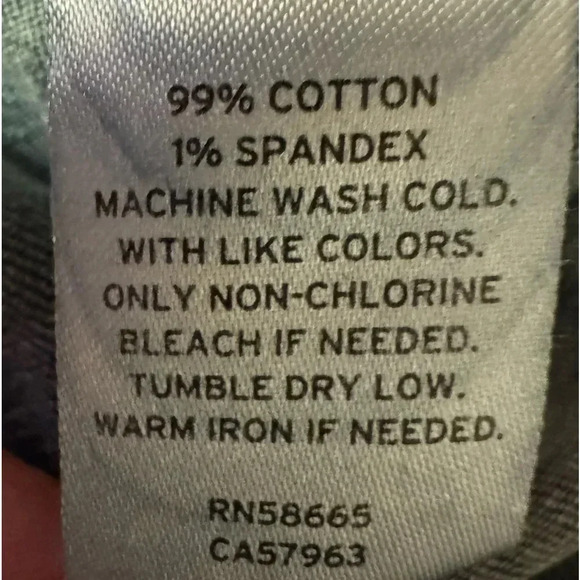 99% COTTON
1% SPANDEX
MACHINE WASH COLD.
WITH LIKE COLORS.
ONLY NON-CHLORINE
BLEACH IF NEEDED.
TUMBLE DRY LOW.
WARM IRON IF NEEDED.
RN58665
CA57963